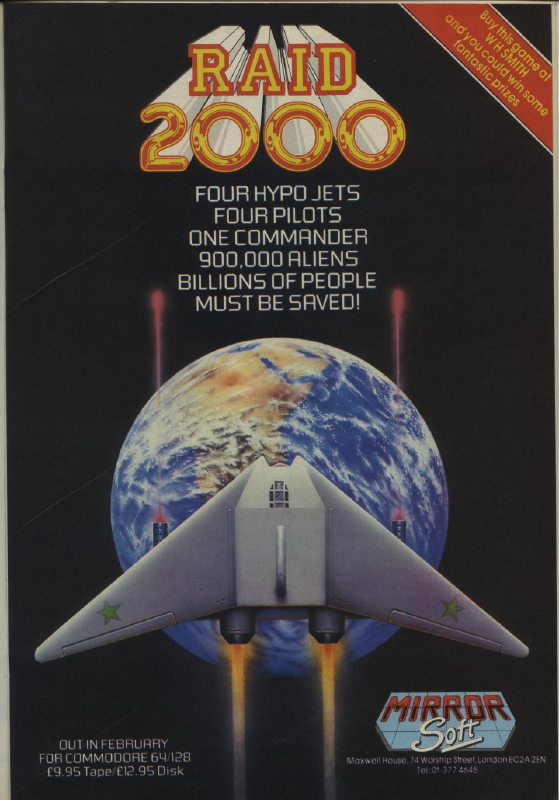 RAID
2000
Buy this game at
WH SMITH
and you could win some
fantastic prizes
FOUR HYPO JETS
FOUR PILOTS
ONE COMMANDER
900,000 ALIENS
BILLIONS OF PEOPLE
MUST BE SAVED!
OUT IN FEBRUARY
FOR COMMODORE 64/128
£9.95 Tape/£12.95 Disk
MIRROR
Soft
Maxwell House, 74 Worship Street, London EC2A 2EN
Tel: 01-377 4645